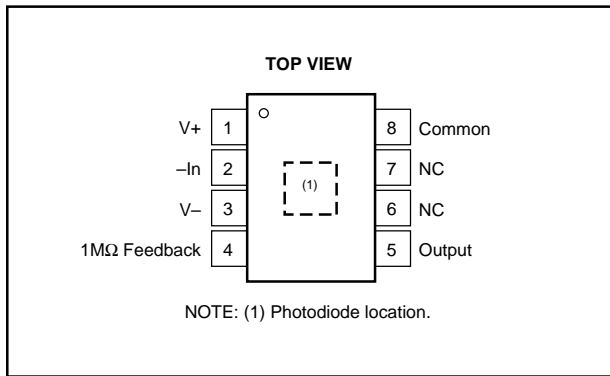 TOP VIEW
V+ 1 8 Common
–In 2 7 NC
(1)
V– 3 6 NC
1MΩ Feedback 4 5 Output
NOTE: (1) Photodiode location.